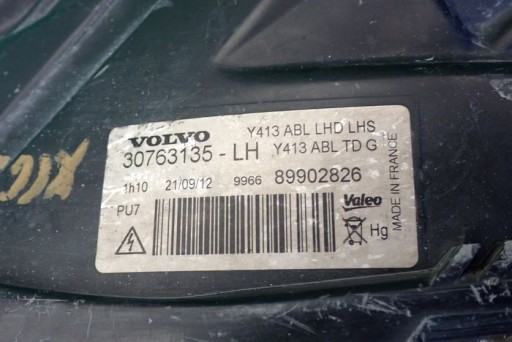 VOLVO Y413 ABL LHD LHS
30763135 - LH Y413 ABL TD G
1h10 21/09/12 9966 89902826
PU7
Valeo
Hg
MADE IN FRANCE